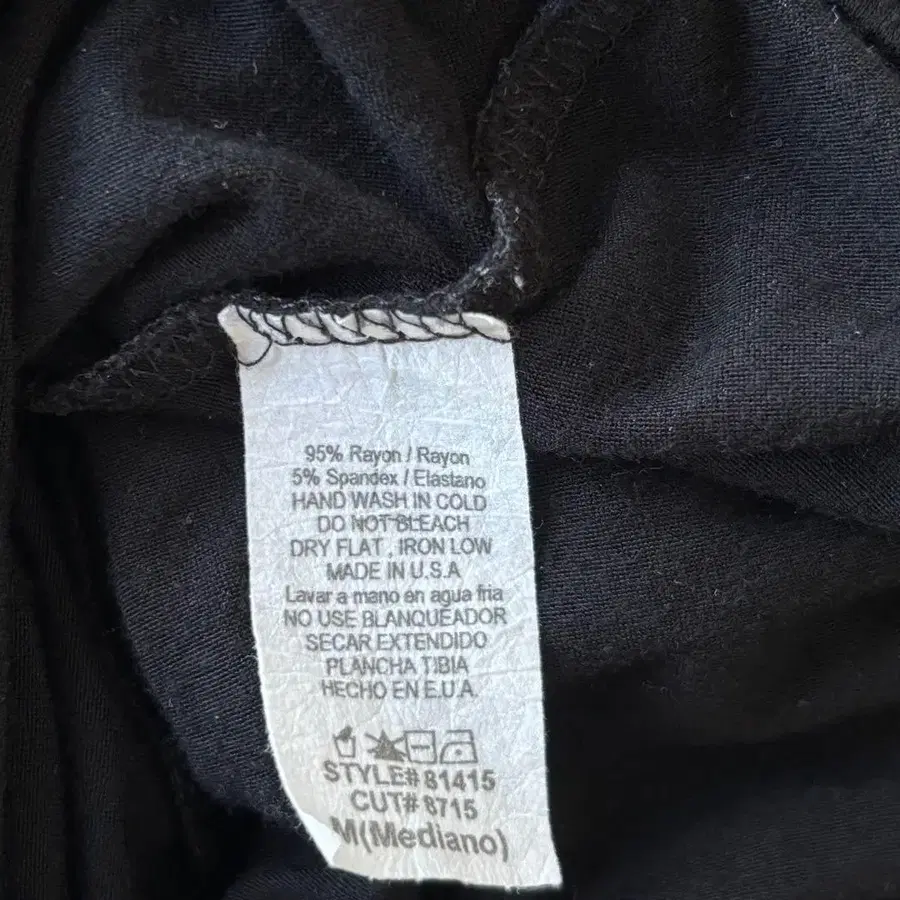 95% Rayon / Rayon
5% Spandex / Elastano
HAND WASH IN COLD
DO NOT BLEACH
DRY FLAT . IRON LOW
MADE IN U.S.A
Lavar a mano en agua fria
NO USE BLANQUEADOR
SECAR EXTENDIDO
PLANCHA TIBIA
HECHO EN E.U.A.
STYLE# 81415
CUT# 8715
M(Mediano)